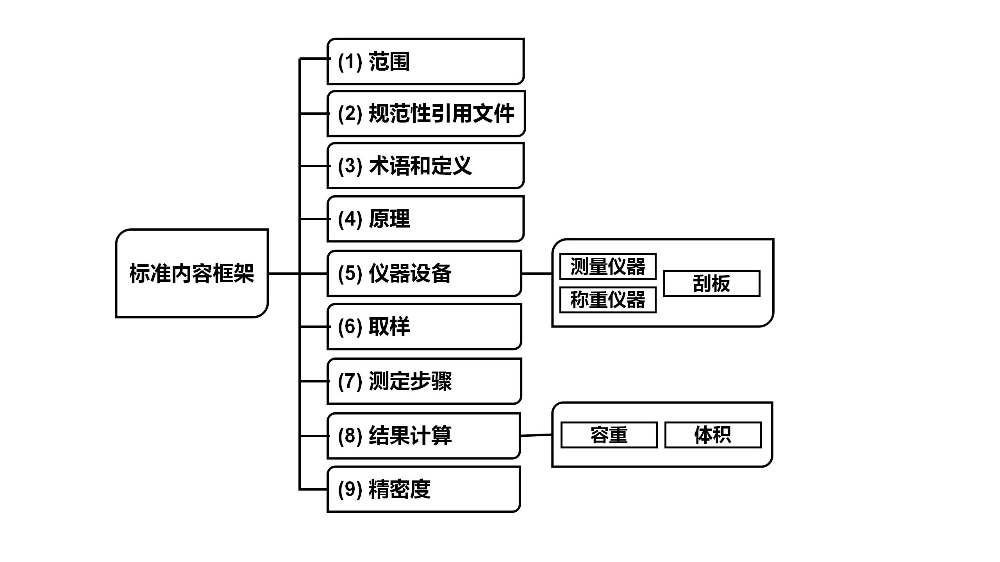 标准内容框架
(1) 范围
(2) 规范性引用文件
(3) 术语和定义
(4) 原理
(5) 仪器设备
测量仪器
称重仪器
刮板
(6) 取样
(7) 测定步骤
(8) 结果计算
容重
体积
(9) 精密度